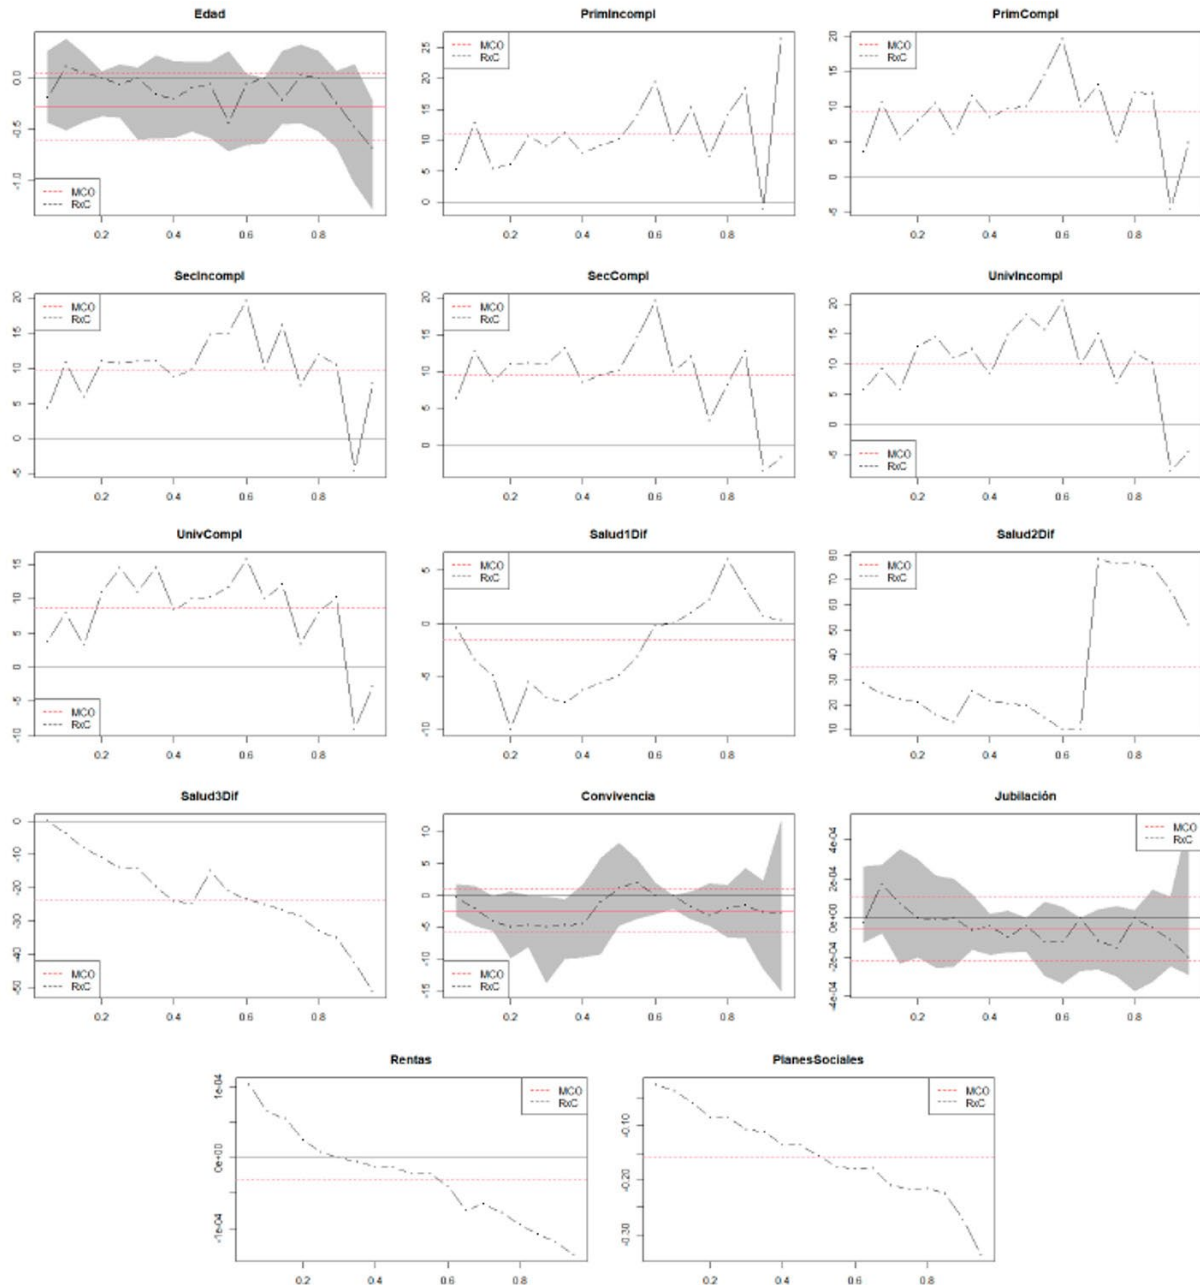 Edad
PrimIncompl
PrimCompl
0.0
-0.5
-1.0
MCO
RxC
0.2 0.4 0.6 0.8
25
20
15
10
5
0
MCO
RxC
0.2 0.4 0.6 0.8
20
15
10
5
0
-5
MCO
RxC
0.2 0.4 0.6 0.8
SecIncompl
SecCompl
UnivIncompl
20
15
10
5
0
-5
MCO
RxC
0.2 0.4 0.6 0.8
20
15
10
5
0
MCO
RxC
0.2 0.4 0.6 0.8
20
15
10
5
0
-5
MCO
RxC
0.2 0.4 0.6 0.8
UnivCompl
Salud1Dif
Salud2Dif
15
10
5
0
-5
-10
MCO
RxC
0.2 0.4 0.6 0.8
5
0
-5
-10
MCO
RxC
0.2 0.4 0.6 0.8
80
70
60
50
40
30
20
10
MCO
RxC
0.2 0.4 0.6 0.8
Salud3Dif
Convivencia
Jubilación
0
-10
-20
-30
-40
-50
MCO
RxC
0.2 0.4 0.6 0.8
10
5
0
-5
-10
-15
MCO
RxC
0.2 0.4 0.6 0.8
4e-04
2e-04
0e+00
-2e-04
-4e-04
MCO
RxC
0.2 0.4 0.6 0.8
Rentas
PlanesSociales
1e-04
0e+00
-1e-04
MCO
RxC
0.2 0.4 0.6 0.8
-0.10
-0.20
-0.30
MCO
RxC
0.2 0.4 0.6 0.8